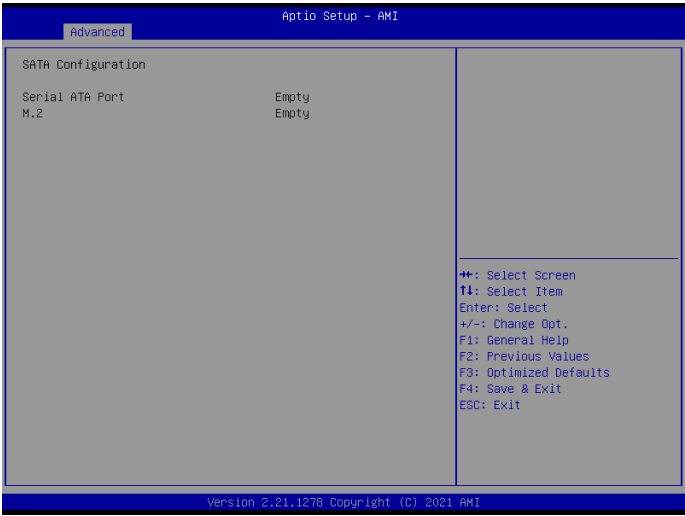 Aptio Setup – AMI
Advanced
SATA Configuration
Serial ATA Port Empty
M.2 Empty
→←: Select Screen
↑↓: Select Item
Enter: Select
+/-: Change Opt.
F1: General Help
F2: Previous Values
F3: Optimized Defaults
F4: Save & Exit
ESC: Exit
Version 2.21.1278 Copyright (C) 2021 AMI